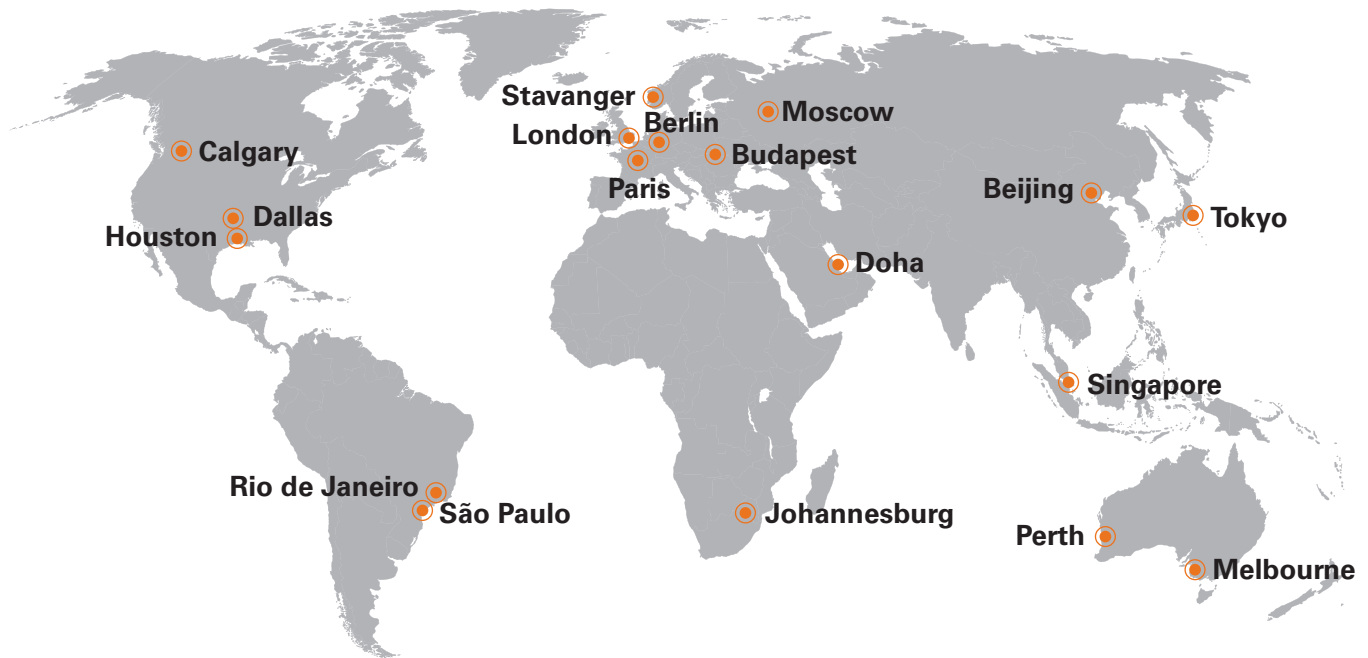 Stavanger
Moscow
Berlin
London
Calgary
Budapest
Paris
Beijing
Dallas
Tokyo
Houston
Doha
Singapore
Rio de Janeiro
São Paulo
Johannesburg
Perth
Melbourne